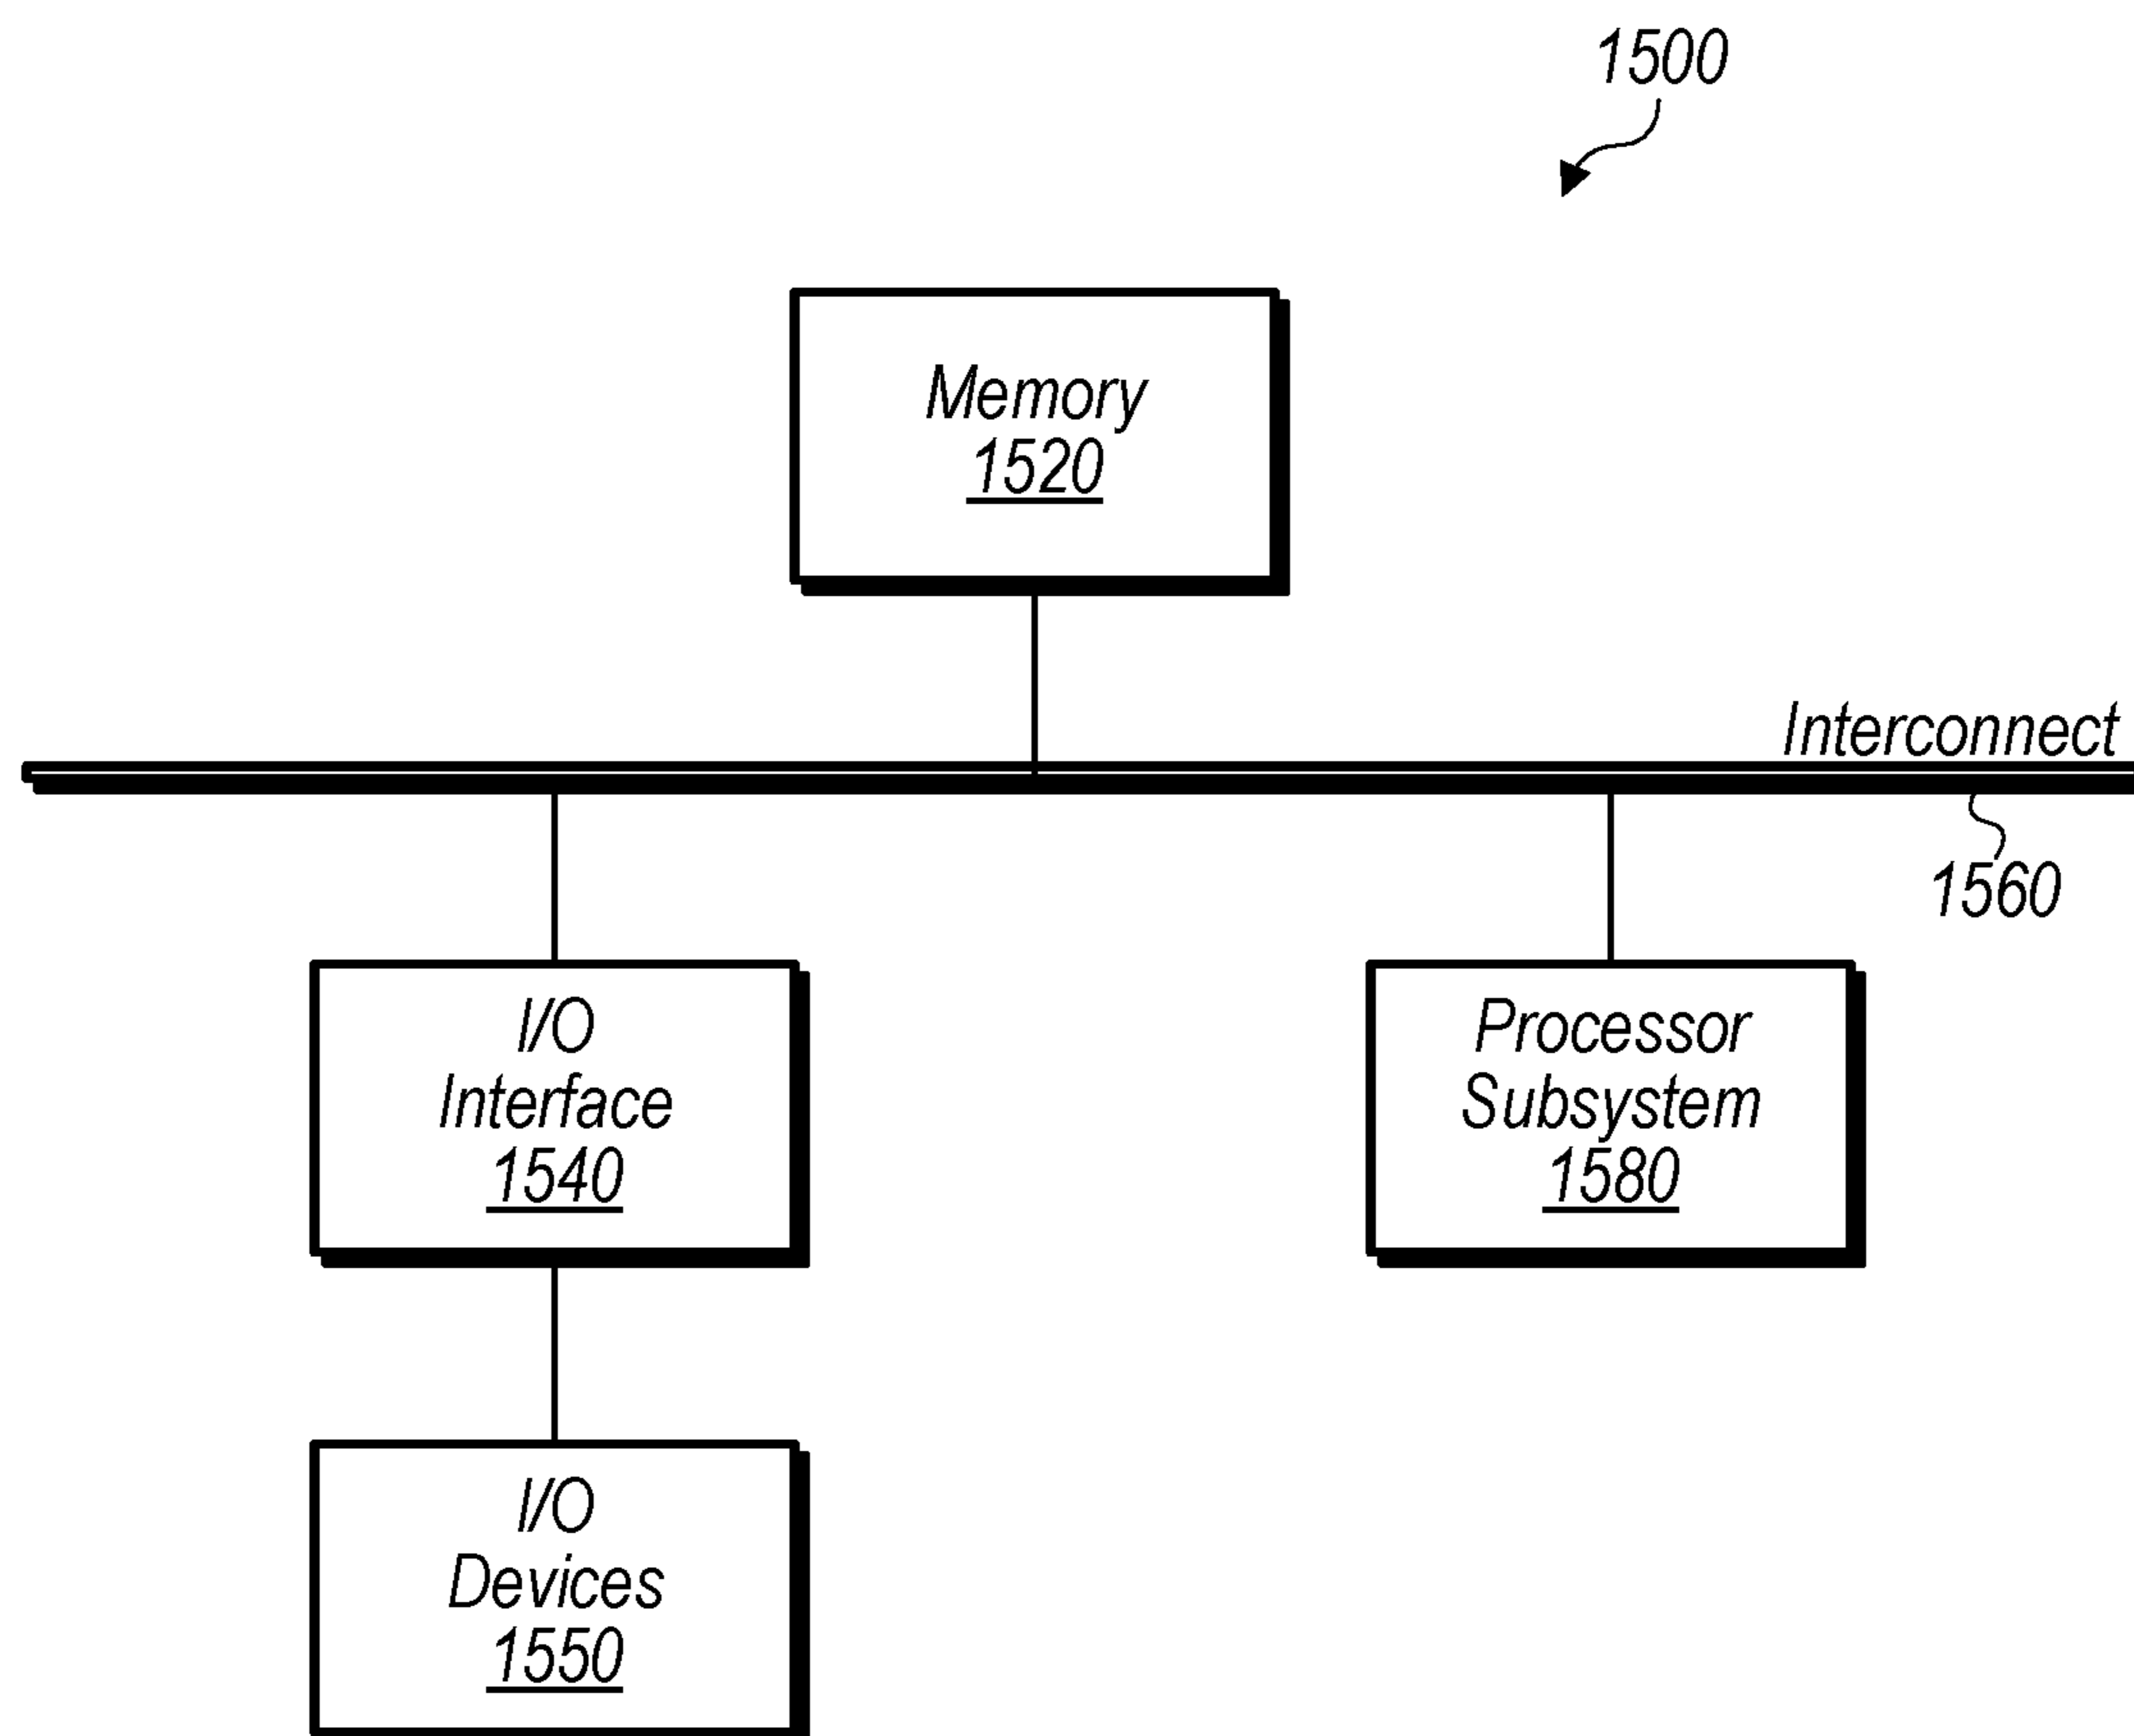 1500
Memory
1520
Interconnect
1560
I/O
Interface
1540
Processor
Subsystem
1580
I/O
Devices
1550